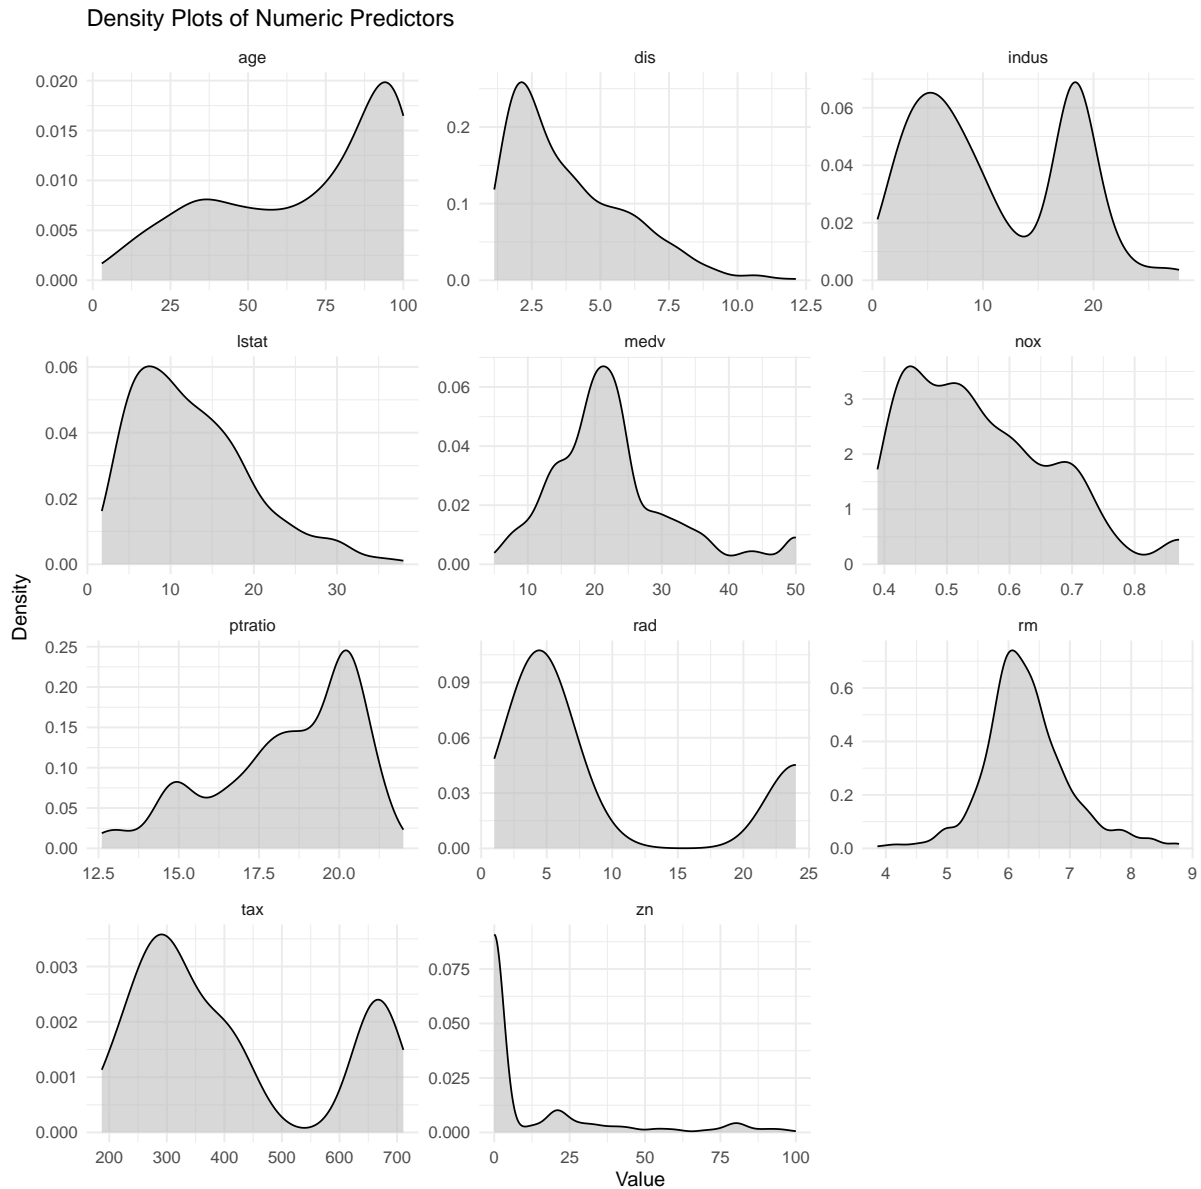 Density Plots of Numeric Predictors
age
dis
indus
0.020
0.015
0.010
0.005
0.000
0 25 50 75 100
0.2
0.1
0.0
2.5 5.0 7.5 10.0 12.5
0.06
0.04
0.02
0.00
0 10 20
lstat
medv
nox
0.06
0.04
0.02
0.00
0 10 20 30
0.06
0.04
0.02
0.00
10 20 30 40 50
3
2
1
0
0.4 0.5 0.6 0.7 0.8
Density
ptratio
rad
rm
0.25
0.20
0.15
0.10
0.05
0.00
12.5 15.0 17.5 20.0
0.09
0.06
0.03
0.00
0 5 10 15 20 25
0.6
0.4
0.2
0.0
4 5 6 7 8 9
tax
zn
0.003
0.002
0.001
0.000
200 300 400 500 600 700
0.075
0.050
0.025
0.000
0 25 50 75 100
Value